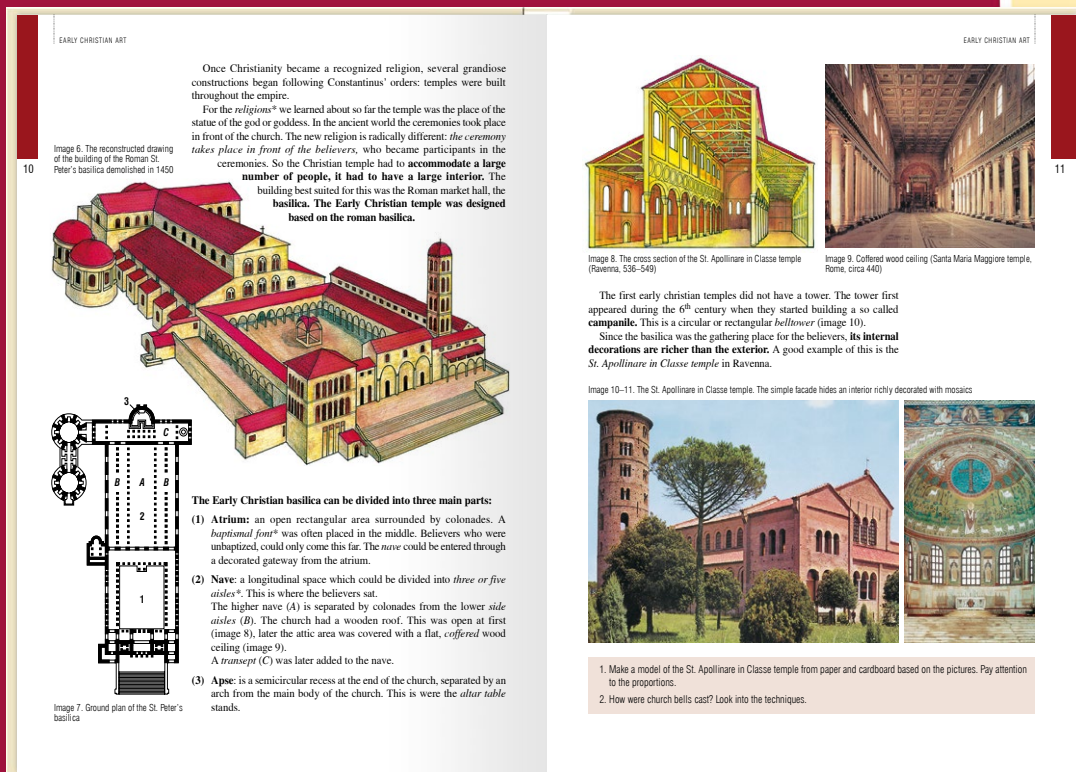 EARLY CHRISTIAN ART
Once Christianity became a recognized religion, several grandiose
constructions began following Constantinus' orders: temples were built
throughout the empire.
For the religions* we learned about so far the temple was the place of the
statue of the god or goddess. In the ancient world the ceremonies took place
in front of the church. The new religion is radically different: the ceremony
takes place in front of the believers, who became participants in the
ceremonies. So the Christian temple had to accommodate a large
number of people, it had to have a large interior. The
building best suited for this was the Roman market hall, the
basilica. The Early Christian temple was designed
based on the roman basilica.
Image 6. The reconstructed drawing
of the building of the Roman St.
Peter's basilica demolished in 1450
10
3
C
B A B
2
1
Image 7. Ground plan of the St. Peter's
basilica
The Early Christian basilica can be divided into three main parts:
(1) Atrium: an open rectangular area surrounded by colonades. A
baptismal font* was often placed in the middle. Believers who were
unbaptized, could only come this far. The nave could be entered through
a decorated gateway from the atrium.
(2) Nave: a longitudinal space which could be divided into three or five
aisles*. This is where the believers sat.
The higher nave (A) is separated by colonades from the lower side
aisles (B). The church had a wooden roof. This was open at first
(image 8), later the attic area was covered with a flat, coffered wood
ceiling (image 9).
A transept (C) was later added to the nave.
(3) Apse: is a semicircular recess at the end of the church, separated by an
arch from the main body of the church. This is were the altar table
stands.
EARLY CHRISTIAN ART
11
Image 8. The cross section of the St. Apollinare in Classe temple
(Ravenna, 536–549)
Image 9. Coffered wood ceiling (Santa Maria Maggiore temple,
Rome, circa 440)
The first early christian temples did not have a tower. The tower first
appeared during the 6th century when they started building a so called
campanile. This is a circular or rectangular belltower (image 10).
Since the basilica was the gathering place for the believers, its internal
decorations are richer than the exterior. A good example of this is the
St. Apollinare in Classe temple in Ravenna.
Image 10–11. The St. Apollinare in Classe temple. The simple facade hides an interior richly decorated with mosaics
1. Make a model of the St. Apollinare in Classe temple from paper and cardboard based on the pictures. Pay attention
to the proportions.
2. How were church bells cast? Look into the techniques.